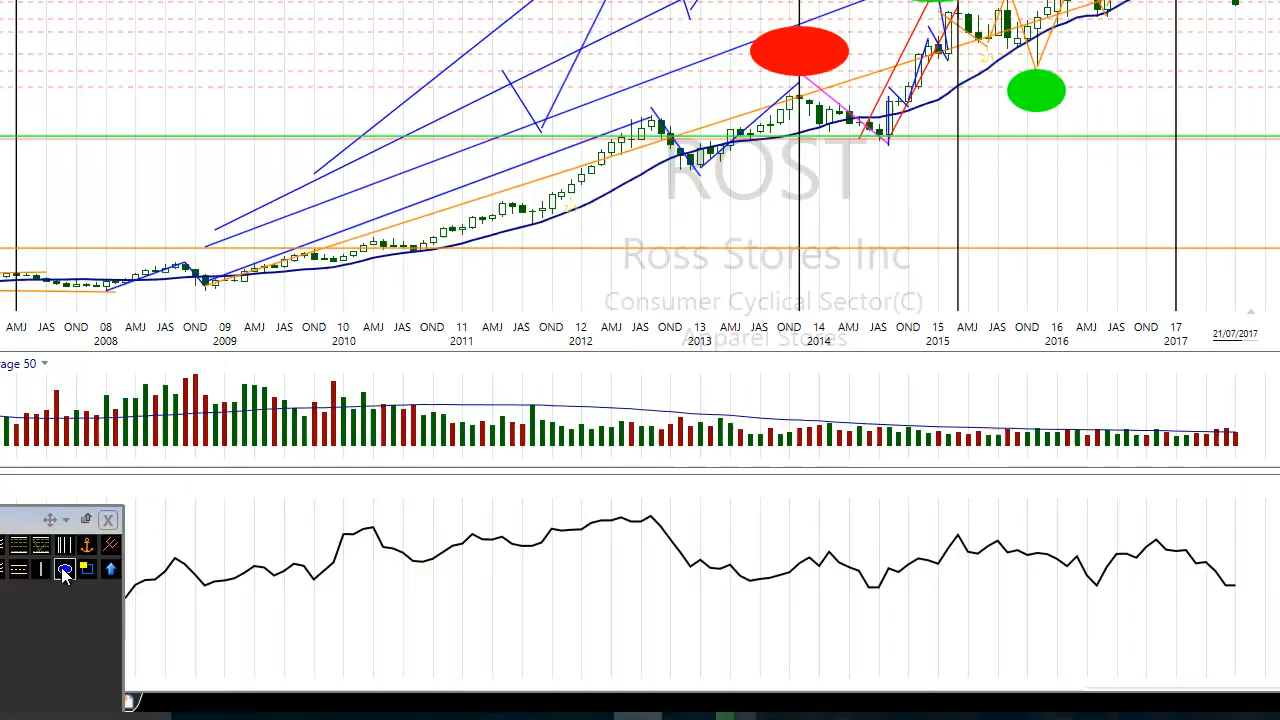 ROST
Ross Stores Inc
Consumer Cyclical Sector(C)
Apparel Stores
AMJ JAS OND 08 AMJ JAS OND 09 AMJ JAS OND 10 AMJ JAS OND 11 AMJ JAS OND 12 AMJ JAS OND 13 AMJ JAS OND 14 AMJ JAS OND 15 AMJ JAS OND 16 AMJ JAS OND 17
2008 2009 2010 2011 2012 2013 2014 2015 2016 2017
21/07/2017
rage 50
X